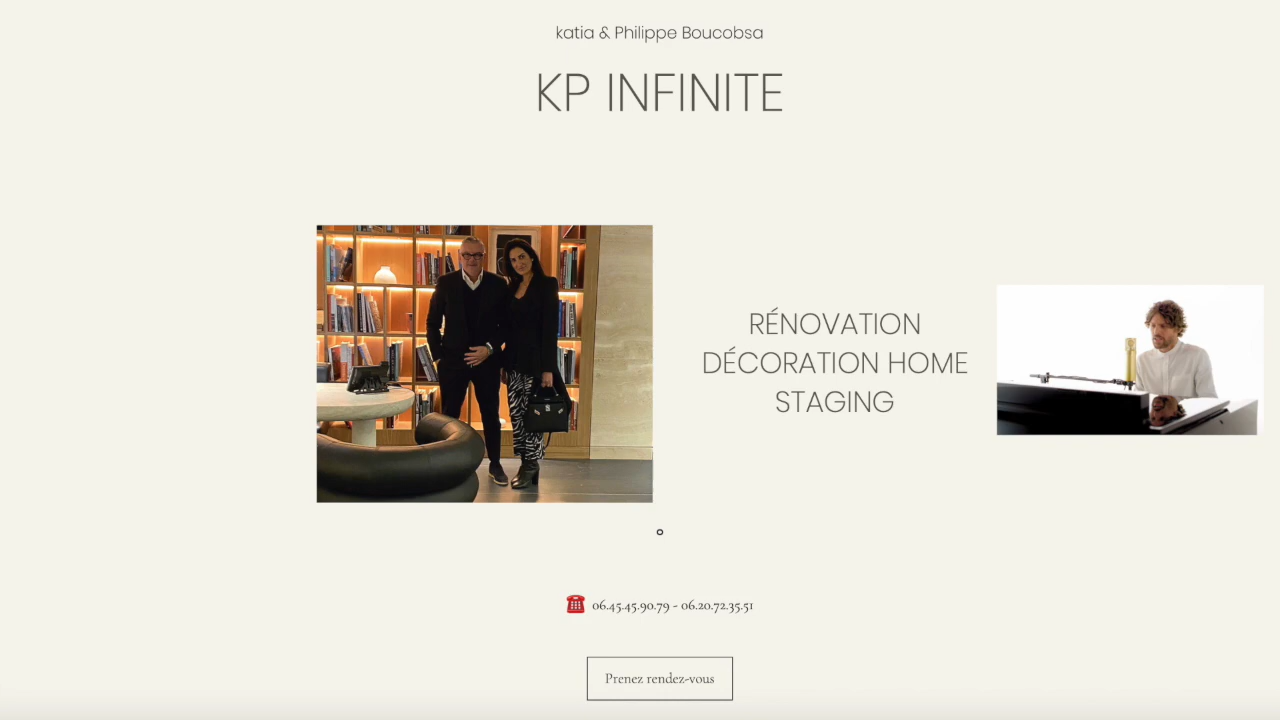 katia & Philippe Boucobsa
KP INFINITE
RÉNOVATION
DÉCORATION HOME
STAGING
06.45.45.90.79 - 06.20.72.35.51
Prenez rendez-vous